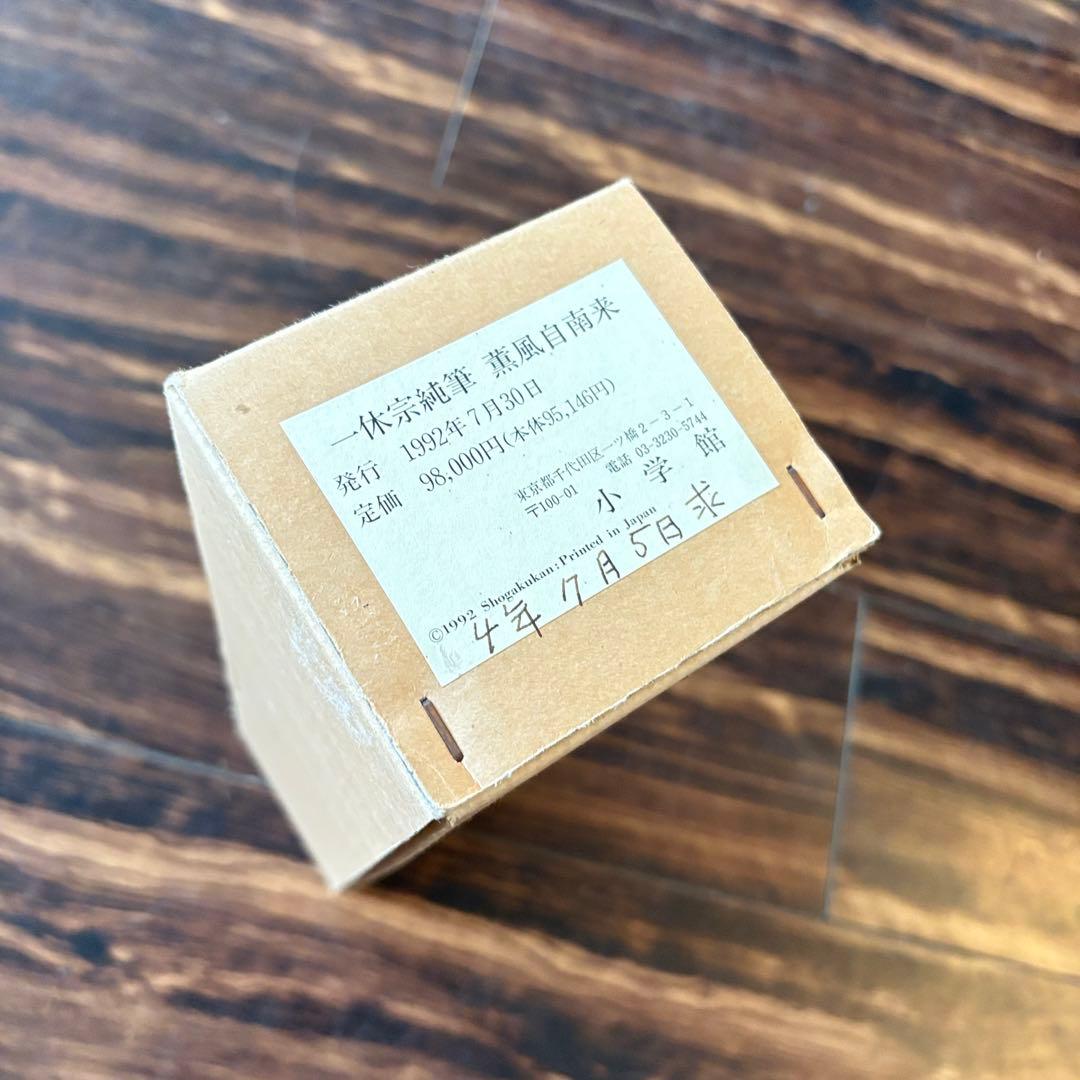 一休宗純筆 薫風自南来
発行 1992年7月30日
定価 98,000円(本体95,146円)
東京都千代田区一ツ橋2-3-1
〒100-01 電話 03-3230-5744
小学館
©1992 Shogakukan:Printed in Japan
4年7月5日求